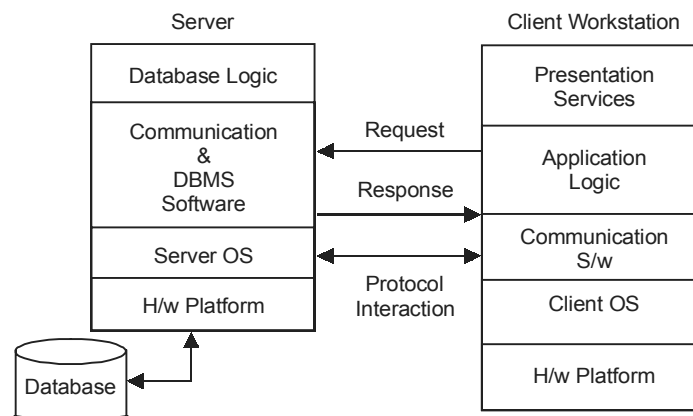 Server
Client Workstation
Database Logic
Communication
&
DBMS
Software
Server OS
H/w Platform
Database
Request
Response
Protocol
Interaction
Presentation
Services
Application
Logic
Communication
S/w
Client OS
H/w Platform